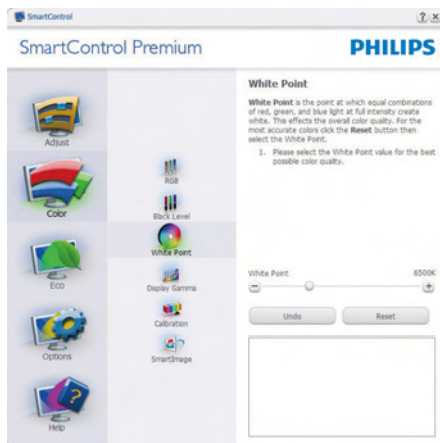 SmartControl
? x
SmartControl Premium
PHILIPS
Adjust
Color
Eco
Options
Help
RGB
Black Level
White Point
Display Gamma
Calibration
SmartImage
White Point
White Point is the point at which equal combinations
of red, green, and blue light at full intensity create
white. This effects the overall color quality. For the
most accurate colors click the Reset button then
select the White Point.
1. Please select the White Point value for the best
possible color quality.
White Point 6500K
Undo Reset